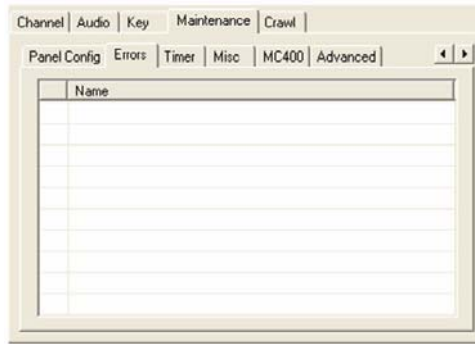 Channel Audio Key Maintenance Crawl
Panel Config Errors Timer Misc MC400 Advanced
Name